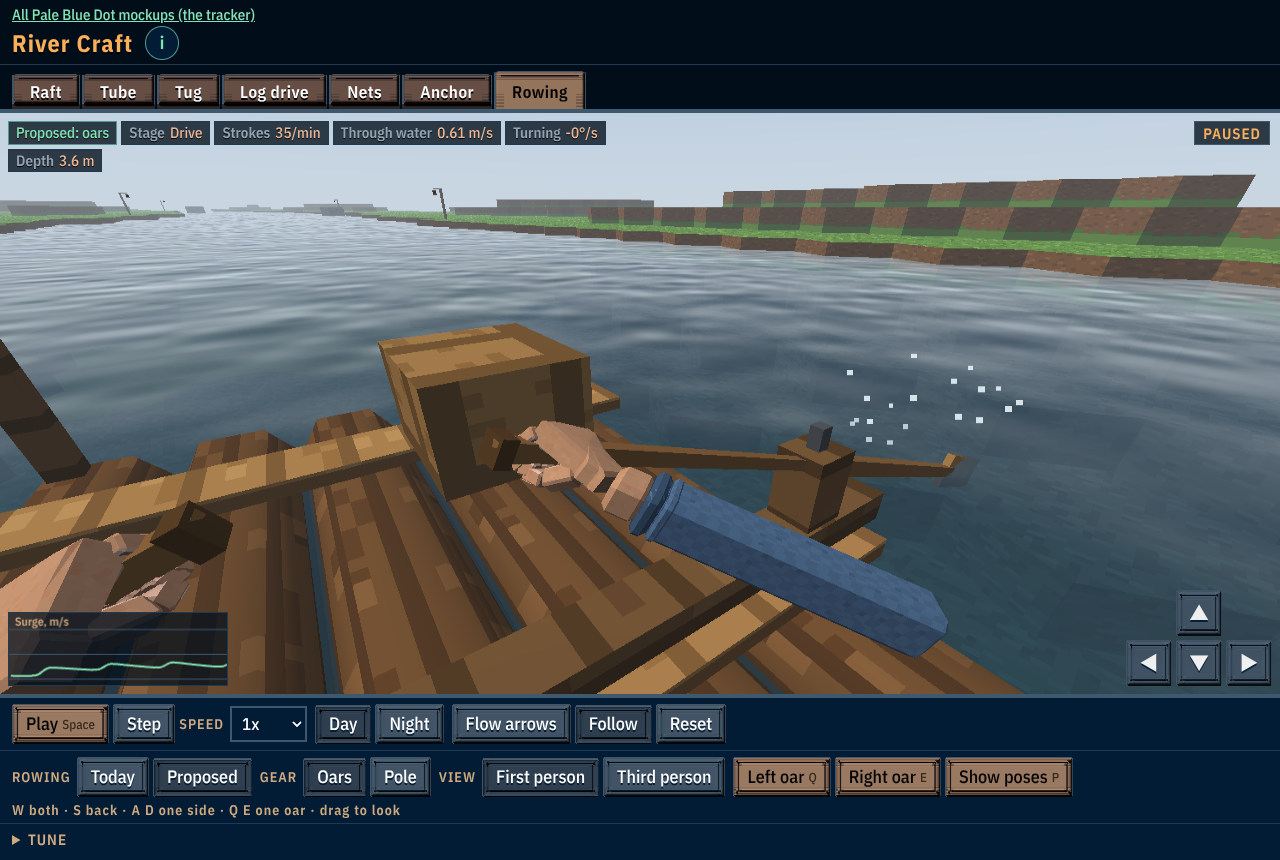 All Pale Blue Dot mockups (the tracker)
River Craft i
Raft Tube Tug Log drive Nets Anchor Rowing
Proposed: oars Stage Drive Strokes 35/min Through water 0.61 m/s Turning -0°/s PAUSED
Depth 3.6 m
Surge, m/s
Play Space Step SPEED 1x Day Night Flow arrows Follow Reset
ROWING Today Proposed GEAR Oars Pole VIEW First person Third person Left oar Q Right oar E Show poses P
W both · S back · A D one side · Q E one oar · drag to look
TUNE